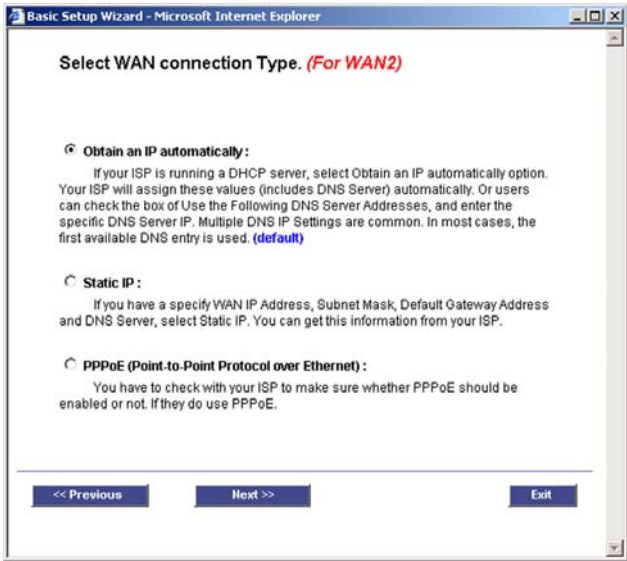 Basic Setup Wizard - Microsoft Internet Explorer
Select WAN connection Type. (For WAN2)
Obtain an IP automatically :
If your ISP is running a DHCP server, select Obtain an IP automatically option.
Your ISP will assign these values (includes DNS Server) automatically. Or users
can check the box of Use the Following DNS Server Addresses, and enter the
specific DNS Server IP. Multiple DNS IP Settings are common. In most cases, the
first available DNS entry is used. (default)
Static IP :
If you have a specify WAN IP Address, Subnet Mask, Default Gateway Address
and DNS Server, select Static IP. You can get this information from your ISP.
PPPoE (Point-to-Point Protocol over Ethernet) :
You have to check with your ISP to make sure whether PPPoE should be
enabled or not. If they do use PPPoE.
<< Previous
Next >>
Exit